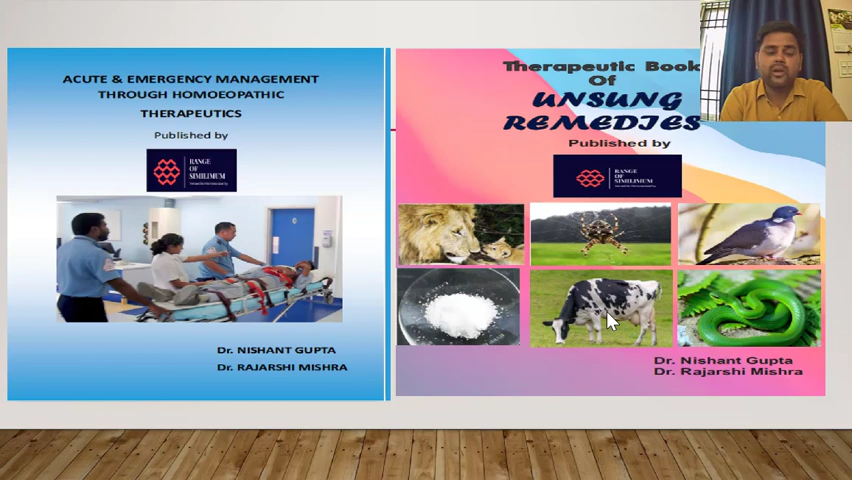 ACUTE & EMERGENCY MANAGEMENT
THROUGH HOMOEOPATHIC
THERAPEUTICS
Published by
RANGE
OF
SIMILIMUM
Dr. NISHANT GUPTA
Dr. RAJARSHI MISHRA
Therapeutic Book
Of
UNSUNG
REMEDIES
Published by
RANGE
OF
SIMILIMUM
Dr. Nishant Gupta
Dr. Rajarshi Mishra